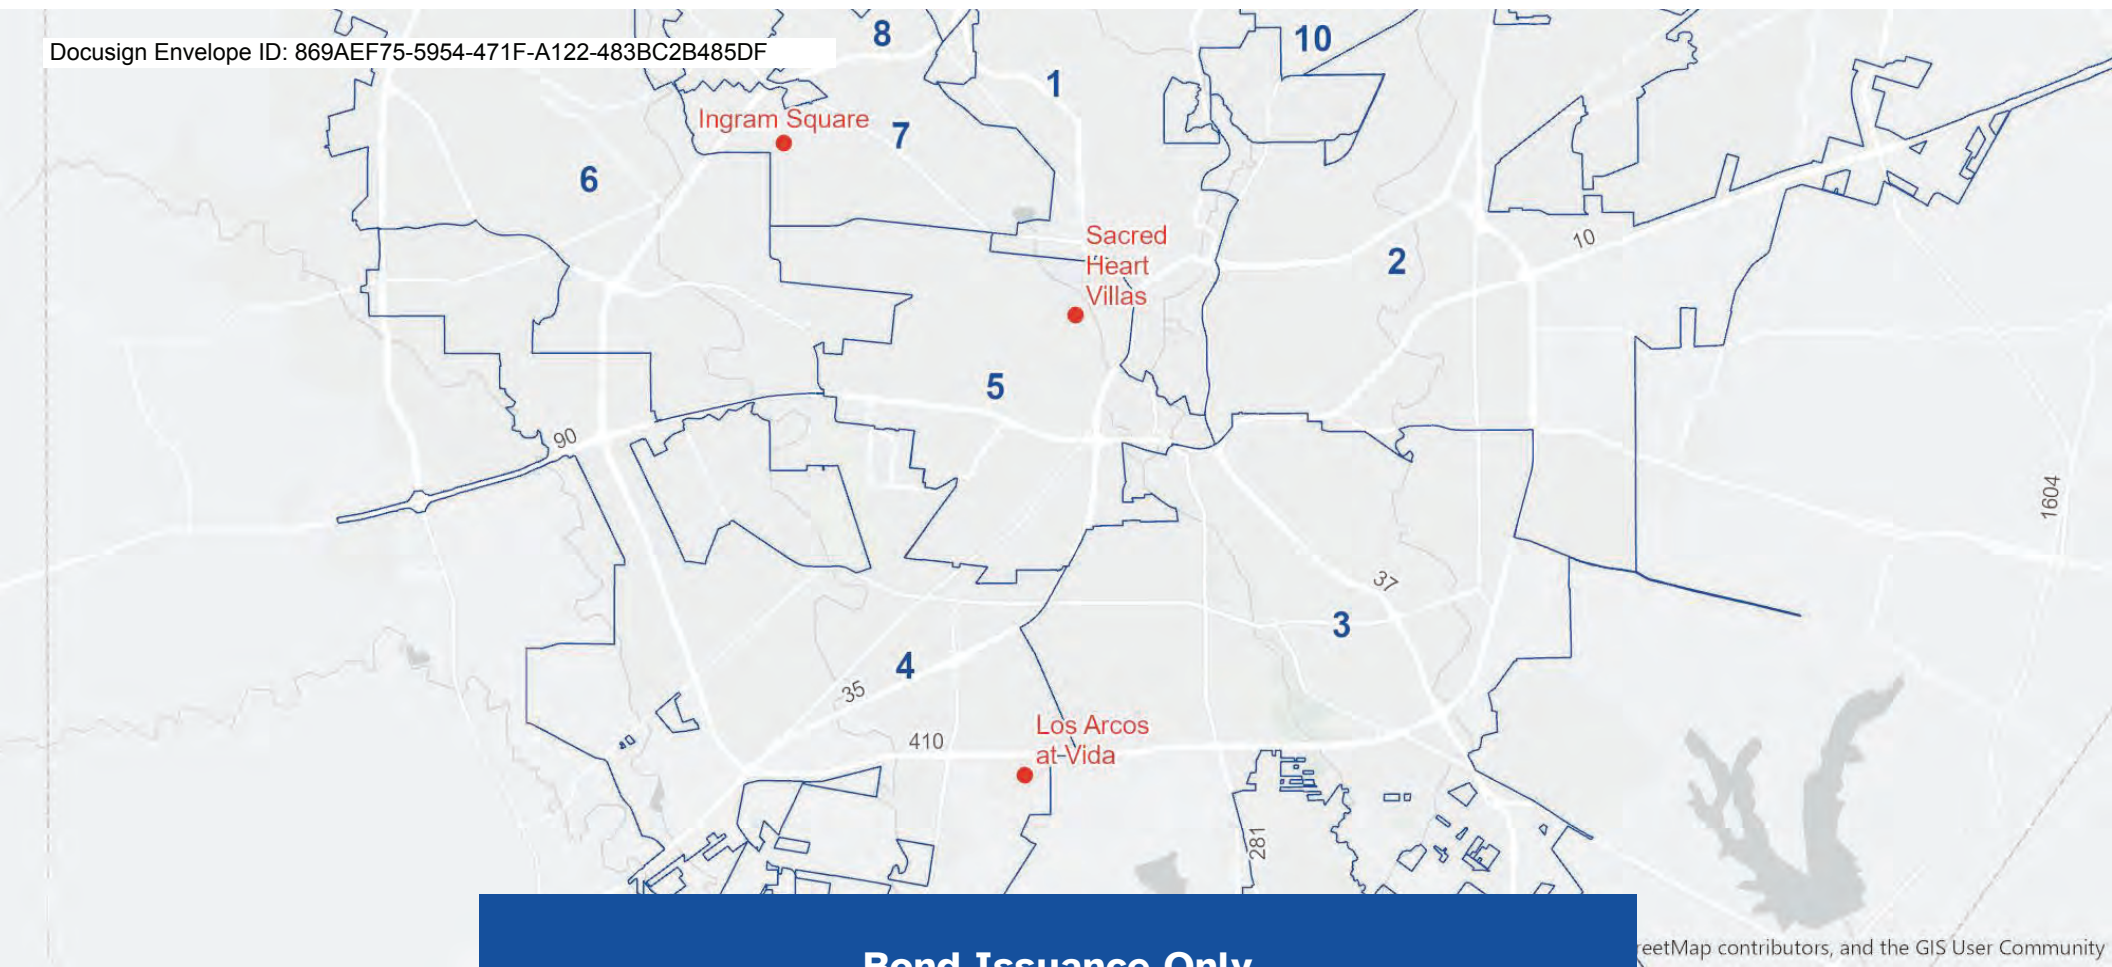 8
10
Docusign Envelope ID: 869AEF75-5954-471F-A122-483BC2B485DF
1
Ingram Square
7
6
Sacred
Heart
Villas
10
2
5
90
1604
37
3
4
35
Los Arcos
at Vida
410
281
Bond Issuance Only
reetMap contributors, and the GIS User Community